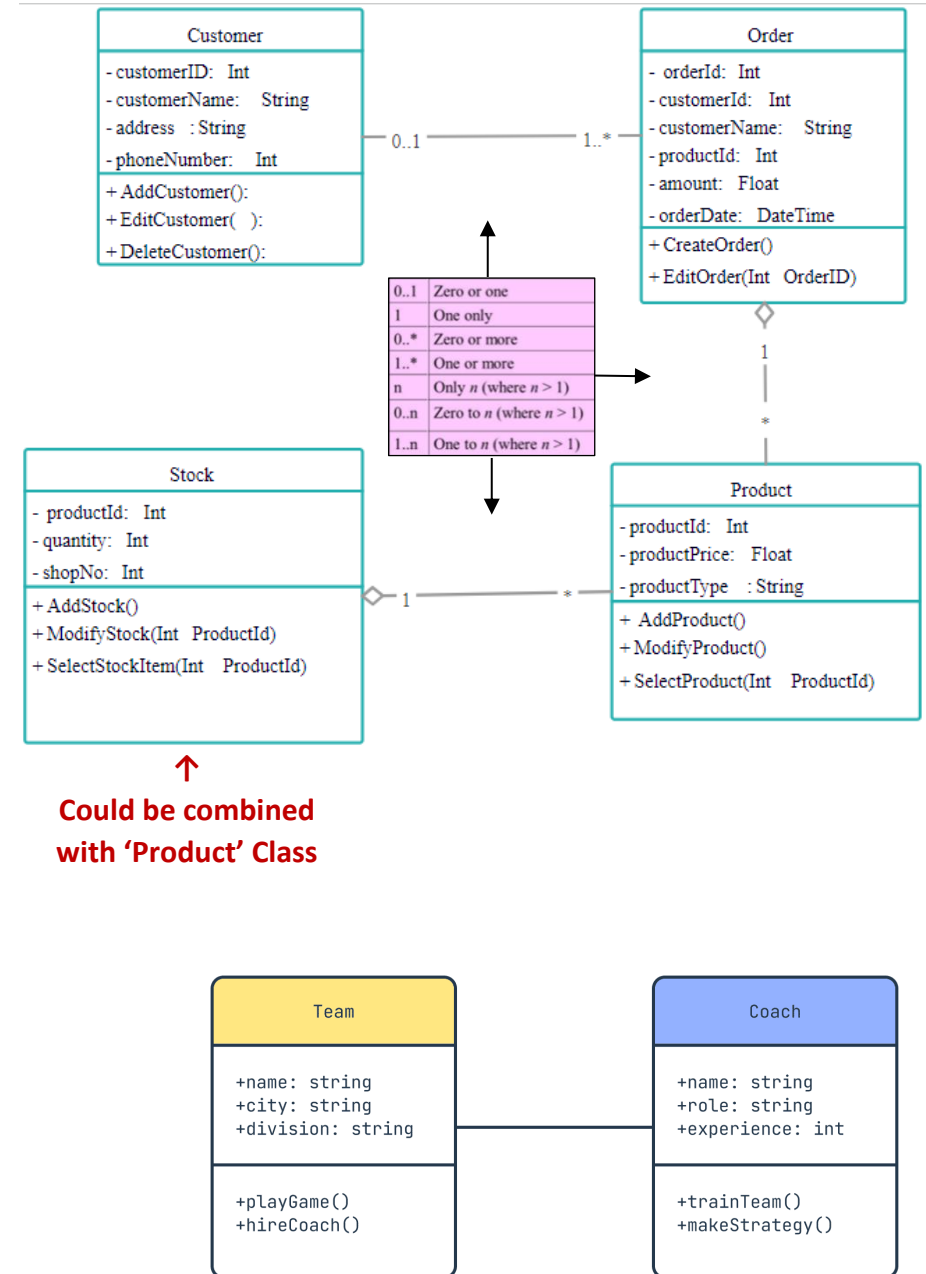 Customer
- customerID: Int
- customerName: String
- address : String
- phoneNumber: Int
+ AddCustomer():
+ EditCustomer( ):
+ DeleteCustomer():
0..1
1..*
Order
- orderId: Int
- customerId: Int
- customerName: String
- productId: Int
- amount: Float
- orderDate: DateTime
+ CreateOrder()
+ EditOrder(Int OrderID)
0..1 Zero or one
1 One only
0..* Zero or more
1..* One or more
n Only n (where n > 1)
0..n Zero to n (where n > 1)
1..n One to n (where n > 1)
1
*
Stock
- productId: Int
- quantity: Int
- shopNo: Int
+ AddStock()
+ ModifyStock(Int ProductId)
+ SelectStockItem(Int ProductId)
1
*
Product
- productId: Int
- productPrice: Float
- productType : String
+ AddProduct()
+ ModifyProduct()
+ SelectProduct(Int ProductId)
Could be combined
with ‘Product’ Class
Team
+name: string
+city: string
+division: string
+playGame()
+hireCoach()
Coach
+name: string
+role: string
+experience: int
+trainTeam()
+makeStrategy()